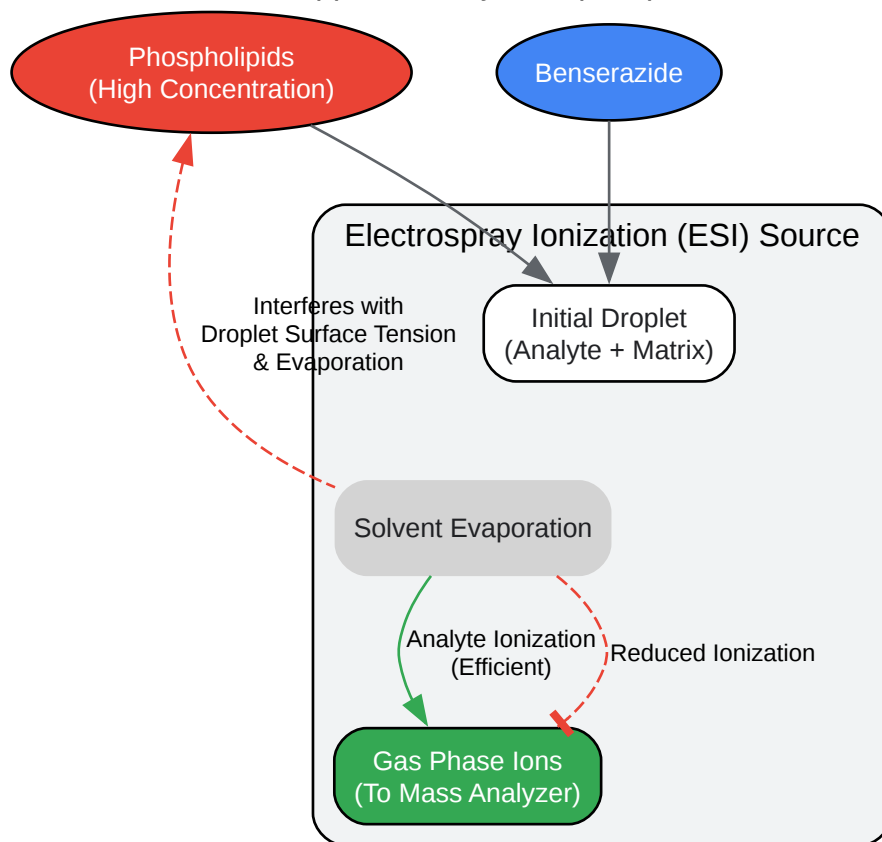 Phospholipids
(High Concentration)
Benserazide
Electrospray Ionization (ESI) Source
Initial Droplet
(Analyte + Matrix)
Interferes with
Droplet Surface Tension
& Evaporation
Solvent Evaporation
Analyte Ionization
(Efficient)
Reduced Ionization
Gas Phase Ions
(To Mass Analyzer)